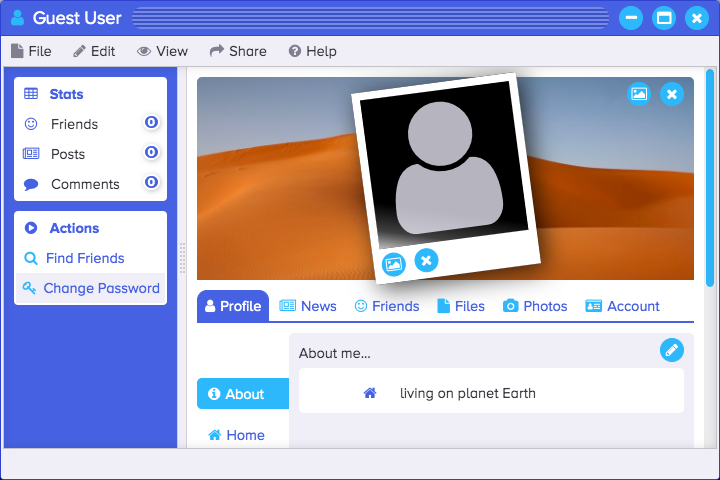 Guest User
File Edit View Share Help
Stats
Friends 0
Posts 0
Comments 0
Actions
Find Friends
Change Password
Profile News Friends Files Photos Account
About me...
About
living on planet Earth
Home